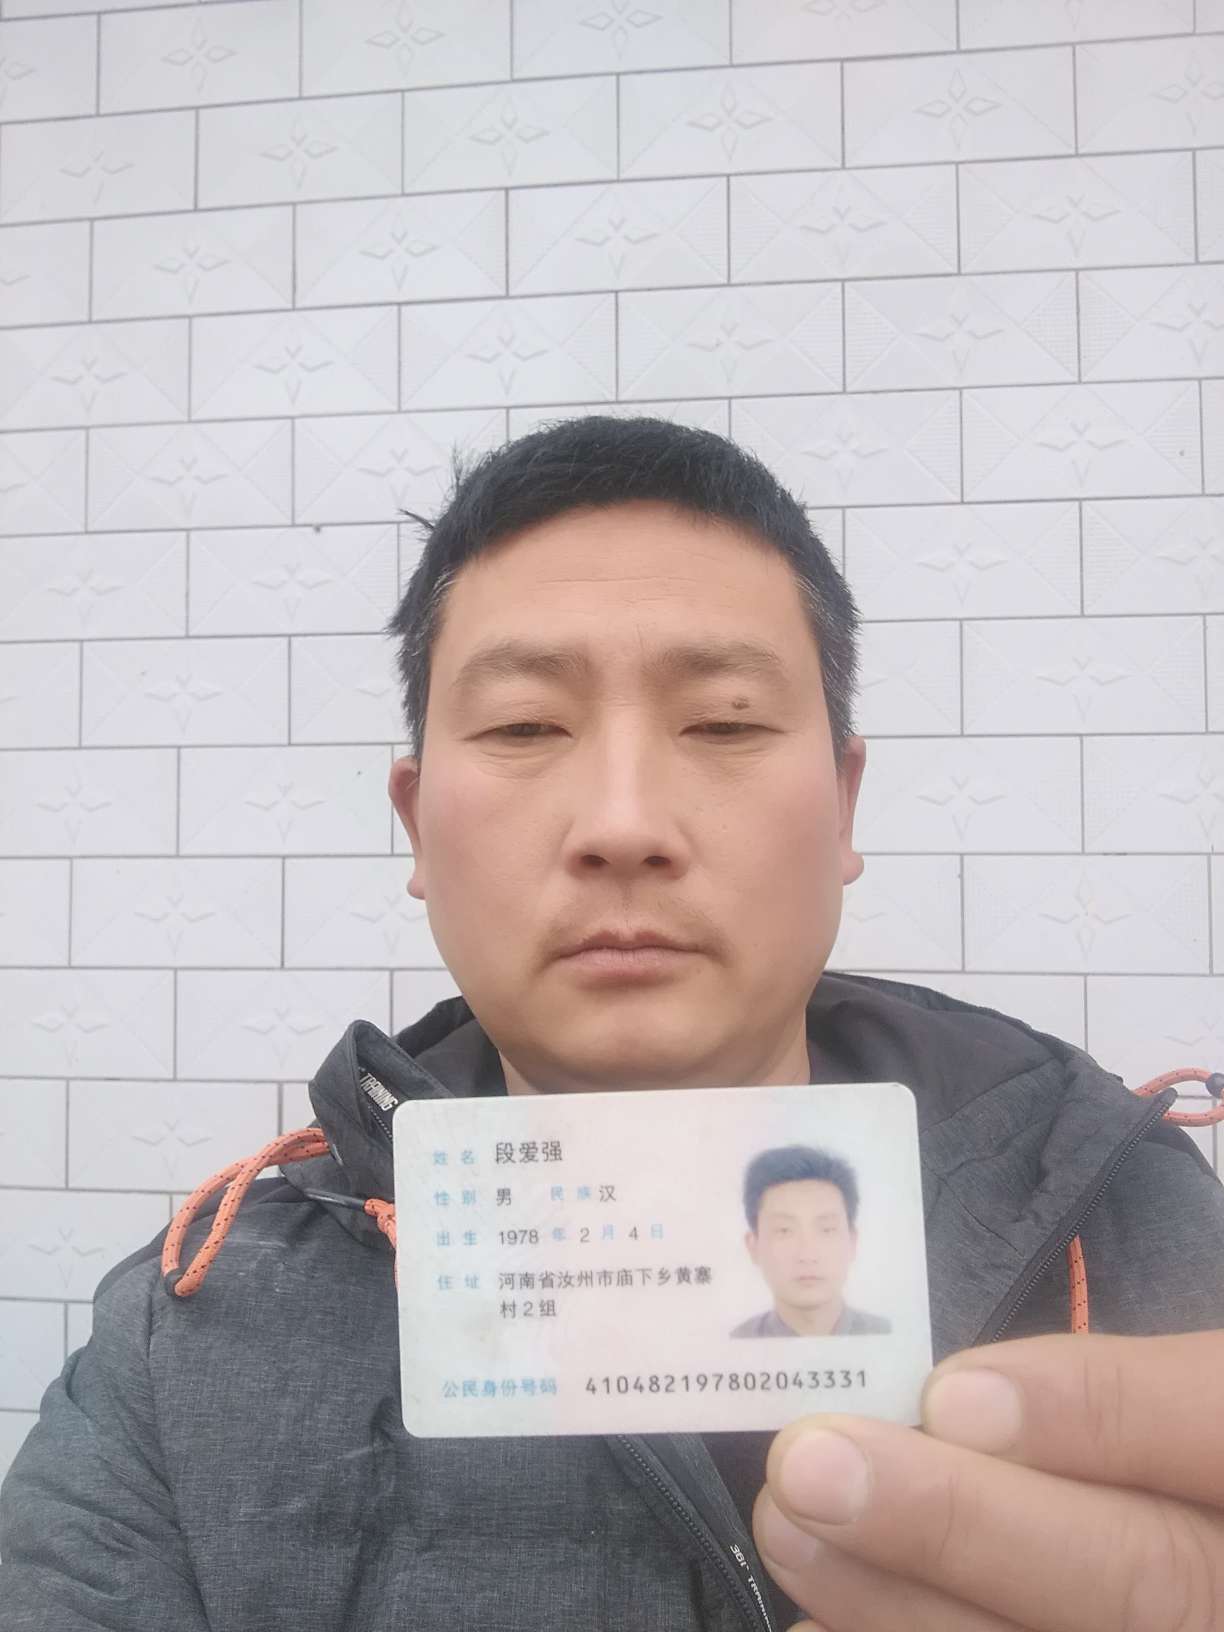 TRAINING
姓名 段爱强
性别 男 民族 汉
出生 1978 年 2 月 4 日
住址 河南省汝州市庙下乡黄寨
村2组
公民身份号码 410482197802043331
361° TRAINING